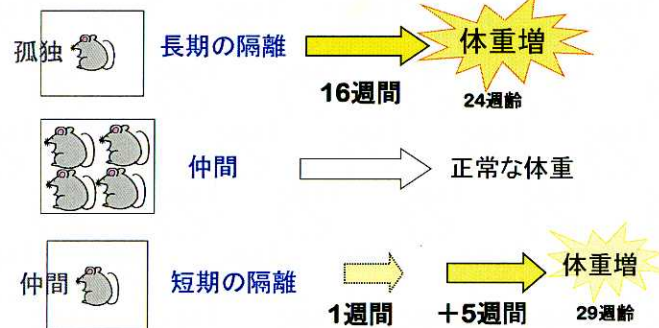 孤独 長期の隔離 16週間 体重増
24週齢
仲間 正常な体重
仲間 短期の隔離 1週間 +5週間 体重増
29週齢